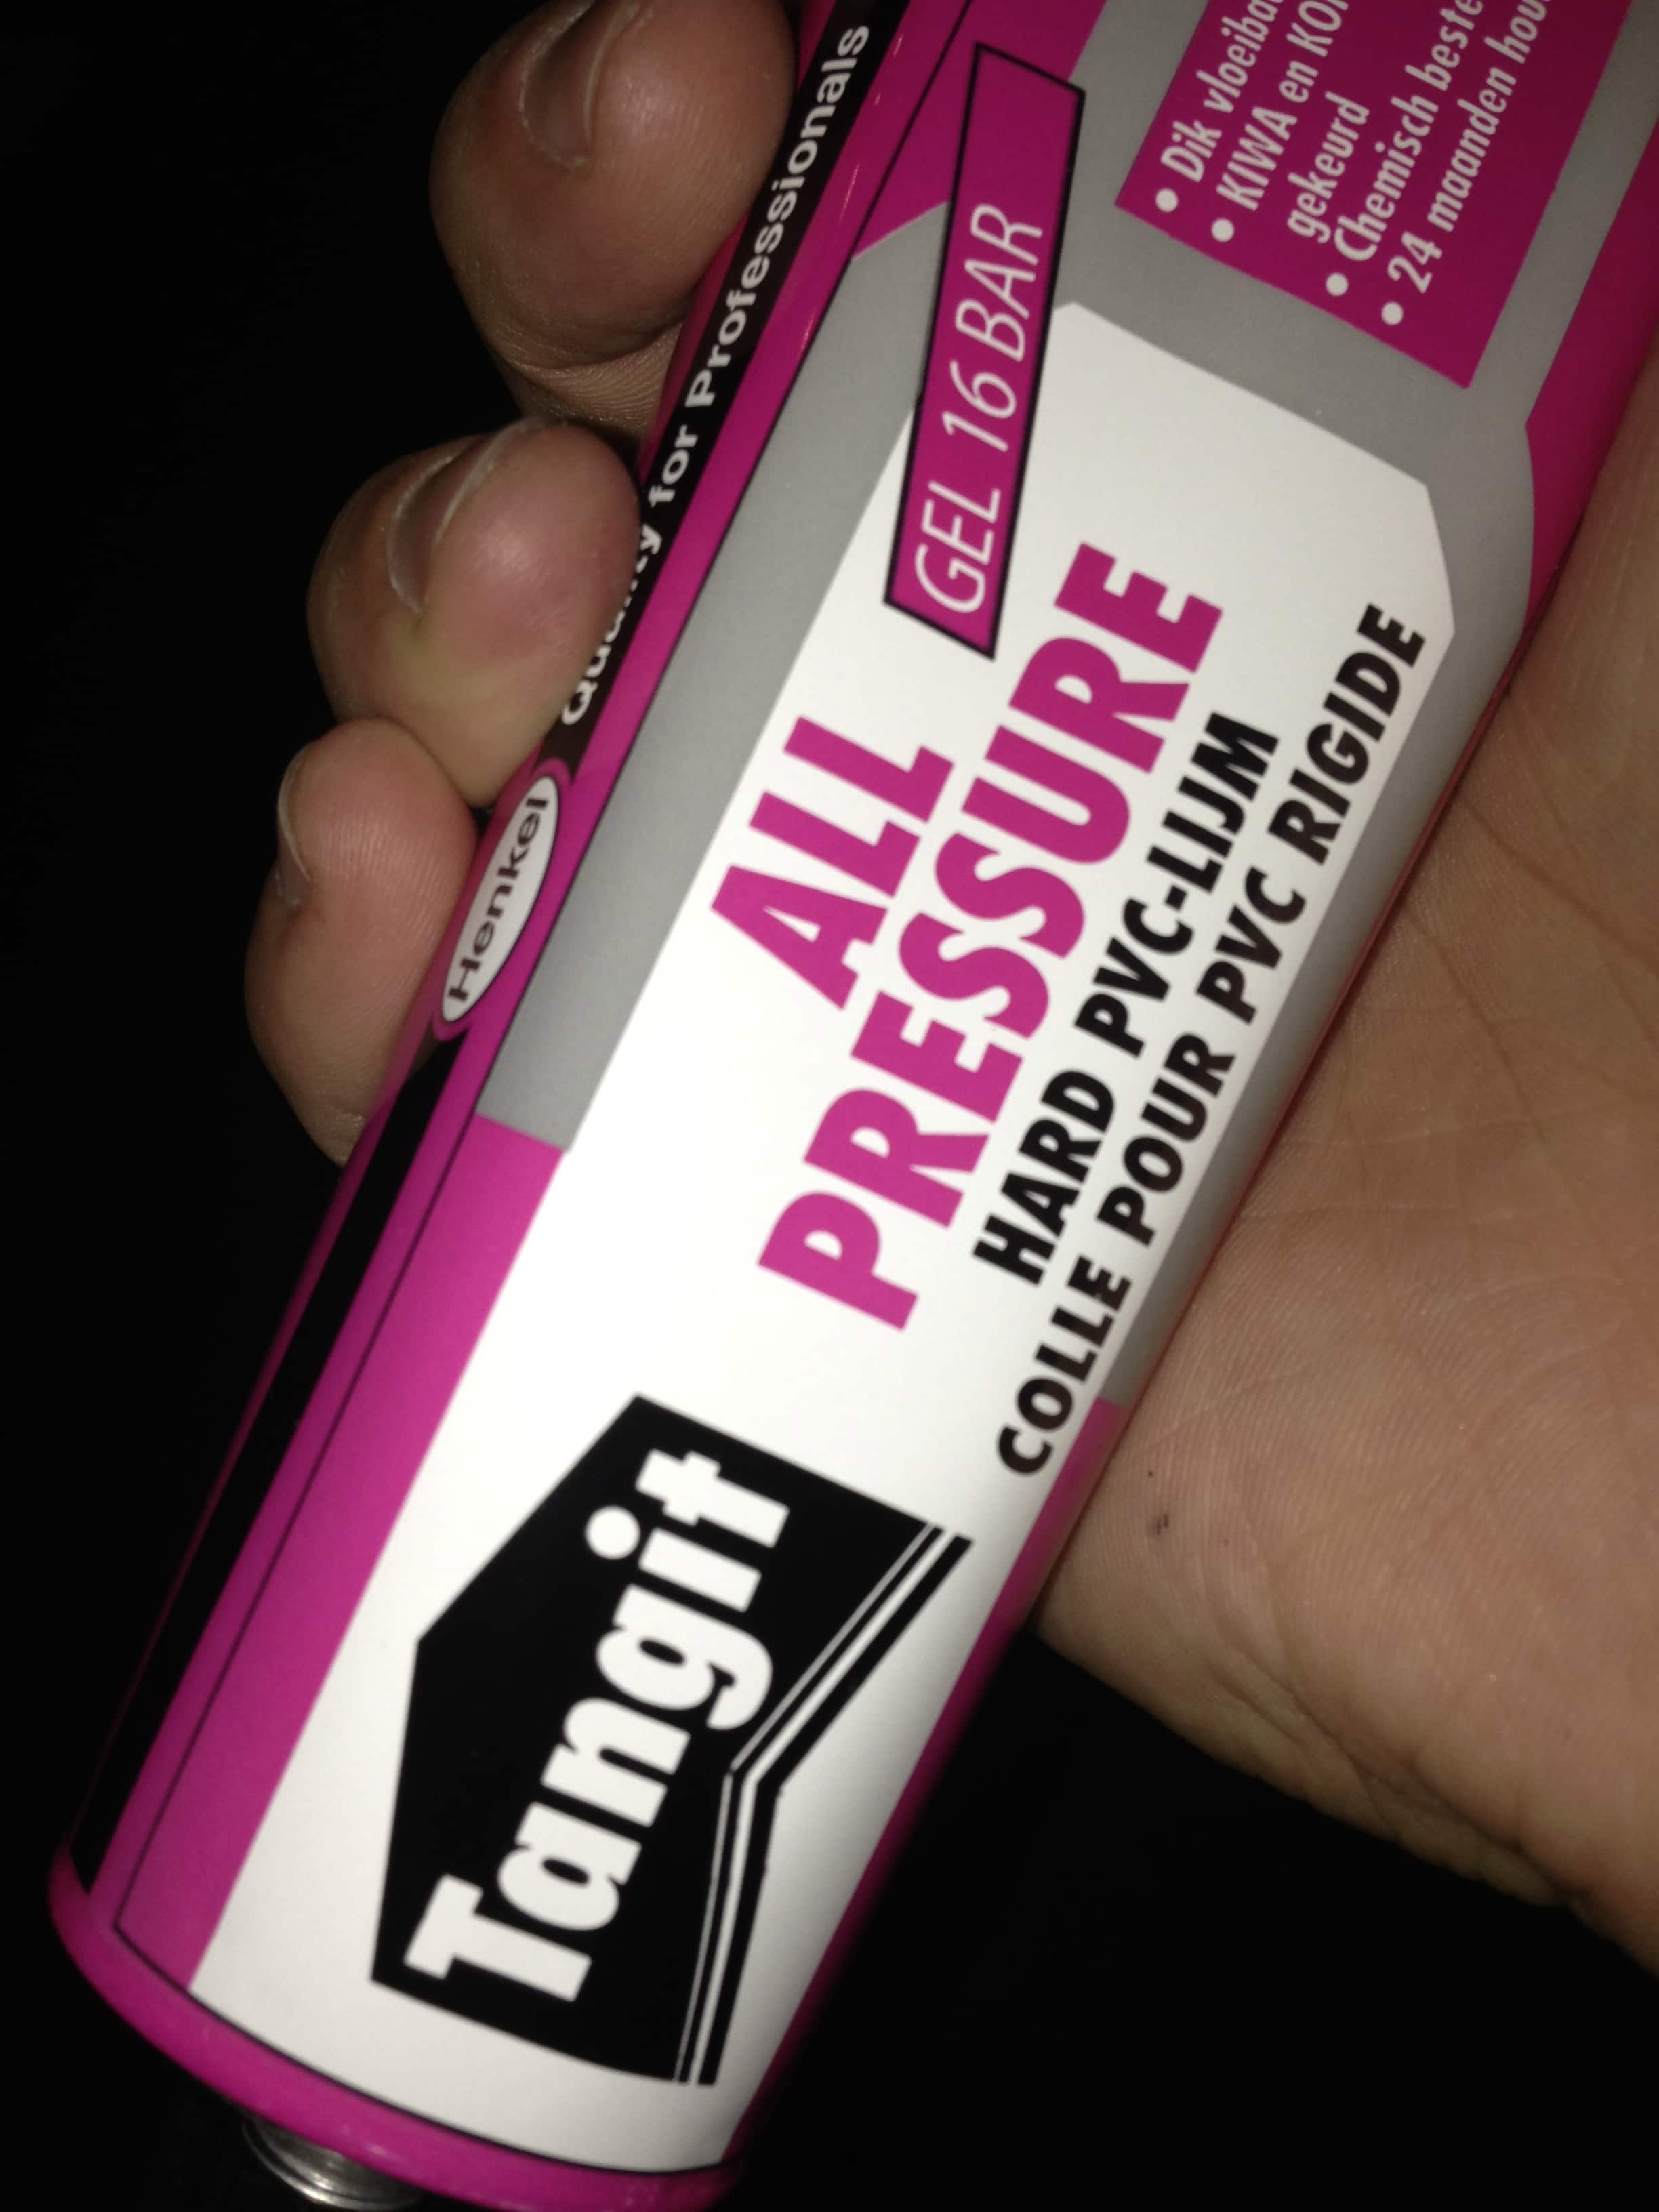 Tangit
ALL
PRESSURE
HARD PVC-LIJM
COLLE POUR PVC RIGIDE
GEL 16 BAR
Henkel
Quality for Professionals
• Dik
• KIWA en
gekeurd
• Chemisch
• 24 maanden